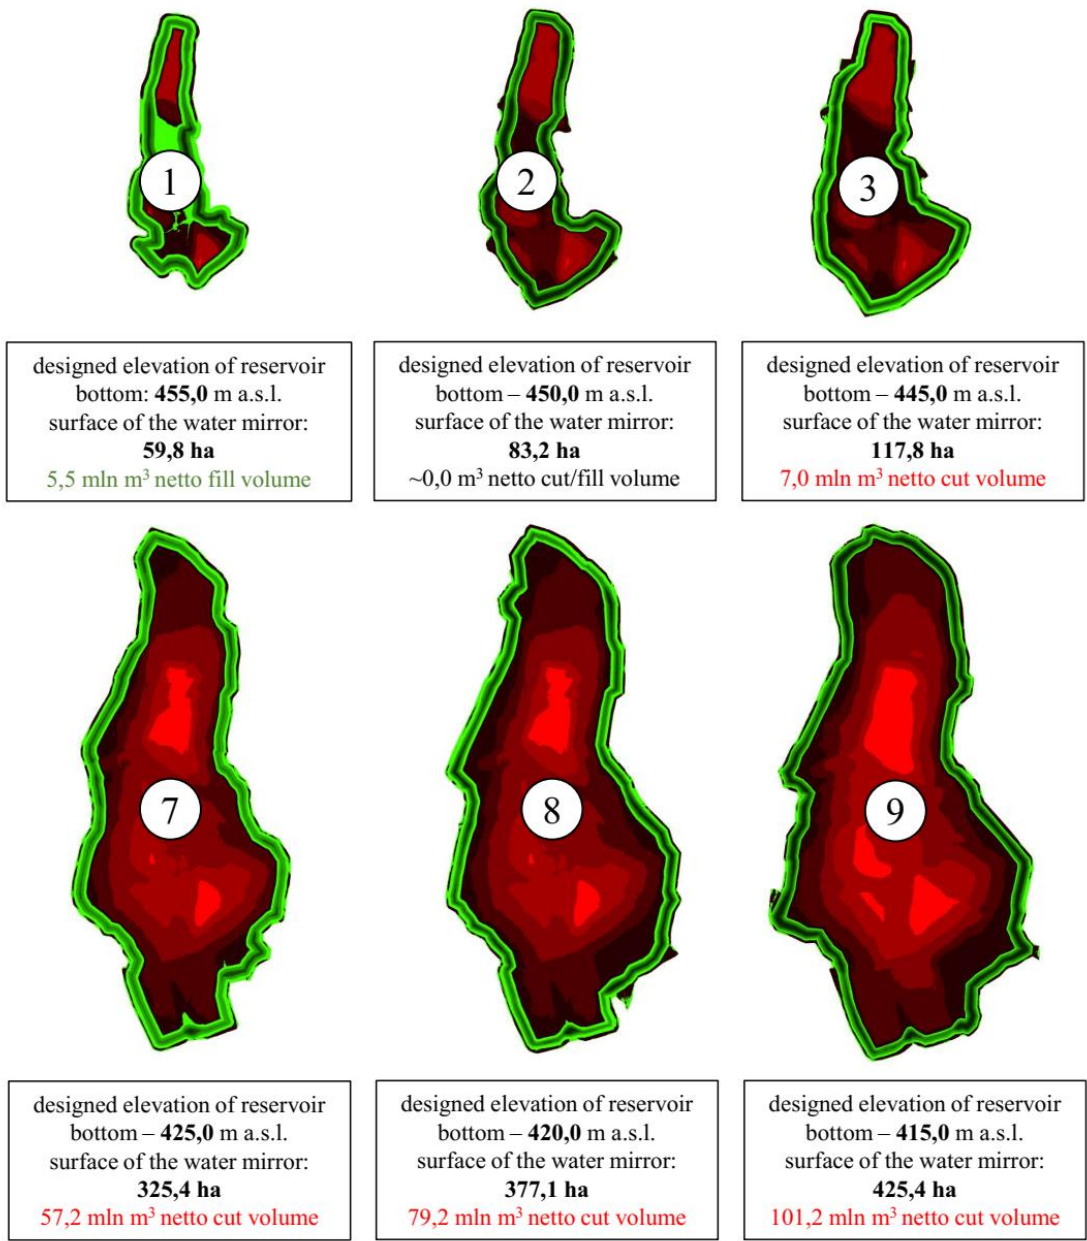 1
2
3
designed elevation of reservoir
bottom: 455,0 m a.s.l.
surface of the water mirror:
59,8 ha
5,5 mln m³ netto fill volume
designed elevation of reservoir
bottom – 450,0 m a.s.l.
surface of the water mirror:
83,2 ha
~0,0 m³ netto cut/fill volume
designed elevation of reservoir
bottom – 445,0 m a.s.l.
surface of the water mirror:
117,8 ha
7,0 mln m³ netto cut volume
7
8
9
designed elevation of reservoir
bottom – 425,0 m a.s.l.
surface of the water mirror:
325,4 ha
57,2 mln m³ netto cut volume
designed elevation of reservoir
bottom – 420,0 m a.s.l.
surface of the water mirror:
377,1 ha
79,2 mln m³ netto cut volume
designed elevation of reservoir
bottom – 415,0 m a.s.l.
surface of the water mirror:
425,4 ha
101,2 mln m³ netto cut volume